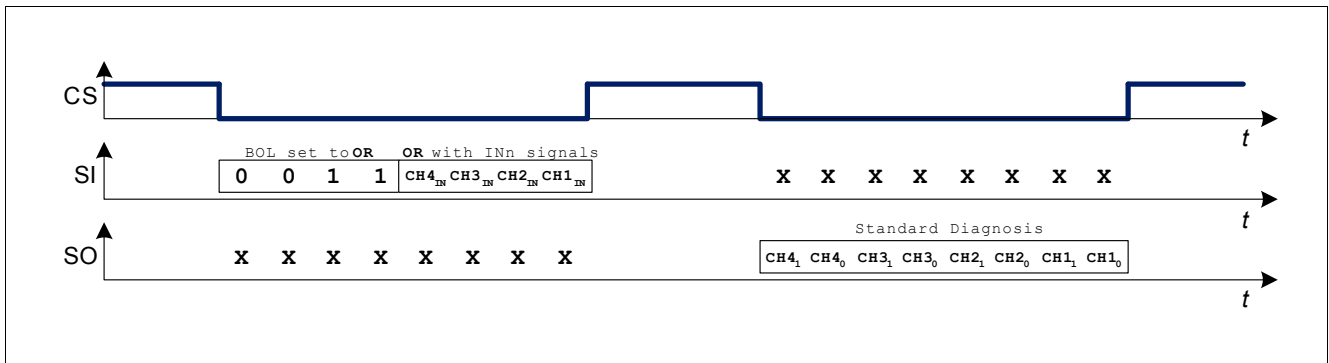 CS
t
BOL set to OR OR with INn signals
SI
0 0 1 1 CH4IN CH3IN CH2IN CH1IN
X X X X X X X X
t
Standard Diagnosis
SO
X X X X X X X X
CH41 CH40 CH31 CH30 CH21 CH20 CH11 CH10
t